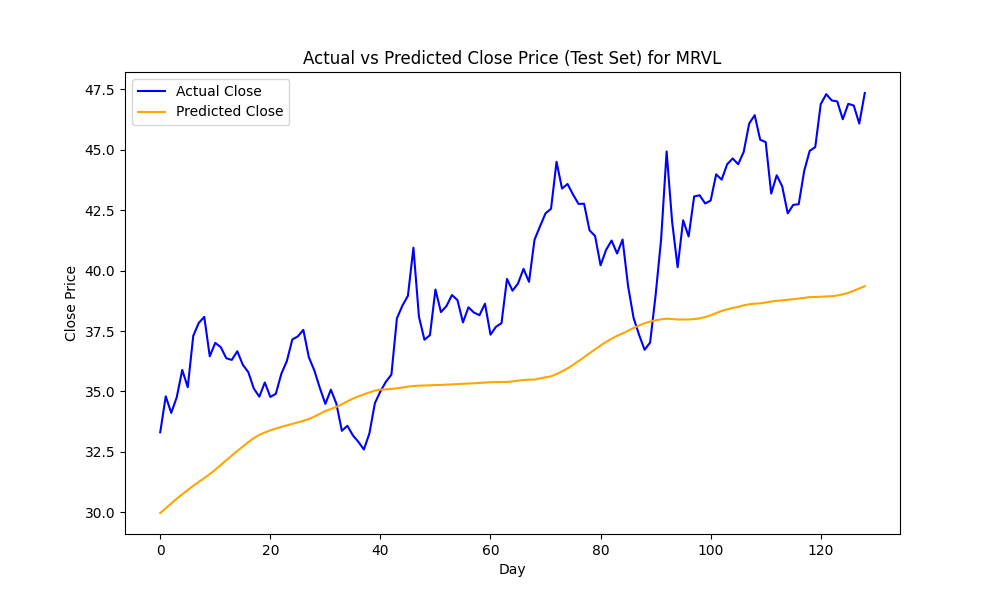 Actual vs Predicted Close Price (Test Set) for MRVL
Actual Close
Predicted Close
Close Price
47.5
45.0
42.5
40.0
37.5
35.0
32.5
30.0
0 20 40 60 80 100 120
Day